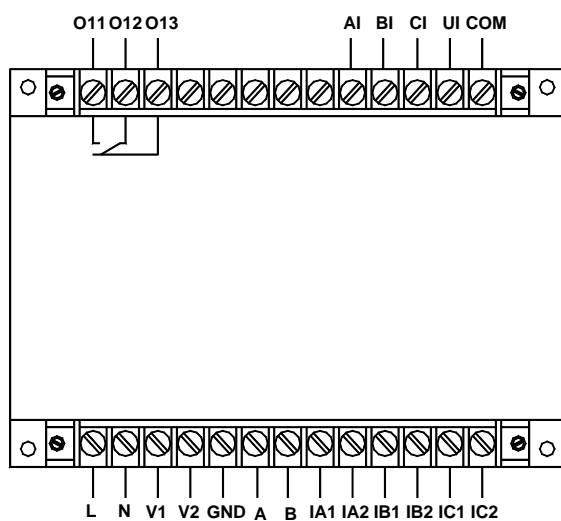 O11 O12 O13 AI BI CI UI COM
L N V1 V2 GND A B IA1 IA2 IB1 IB2 IC1 IC2